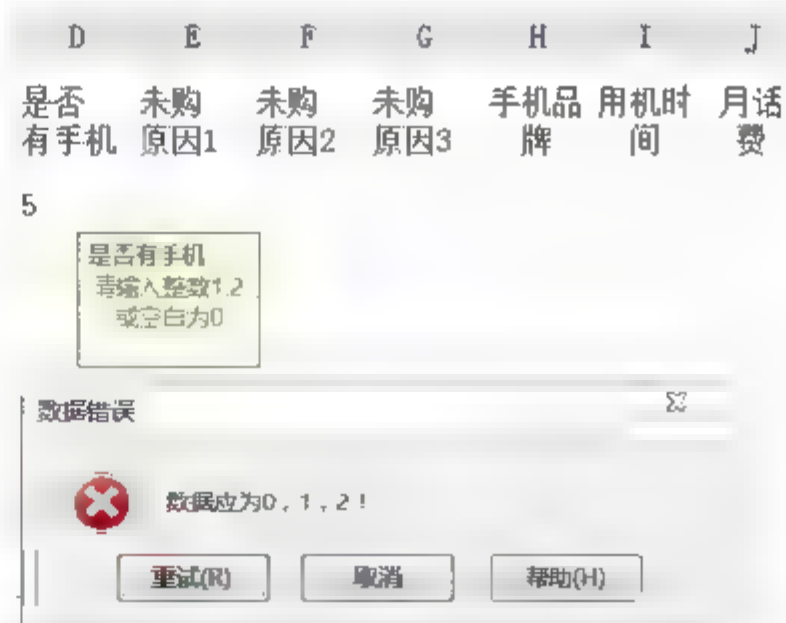 D E F G H I J
是否 未购 未购 未购 手机品 用机时 月话
有手机 原因1 原因2 原因3 牌 间 费
5
是否有手机
请输入整数1,2
或空白为0
数据错误
数据应为0,1,2!
重试(R) 取消 帮助(H)